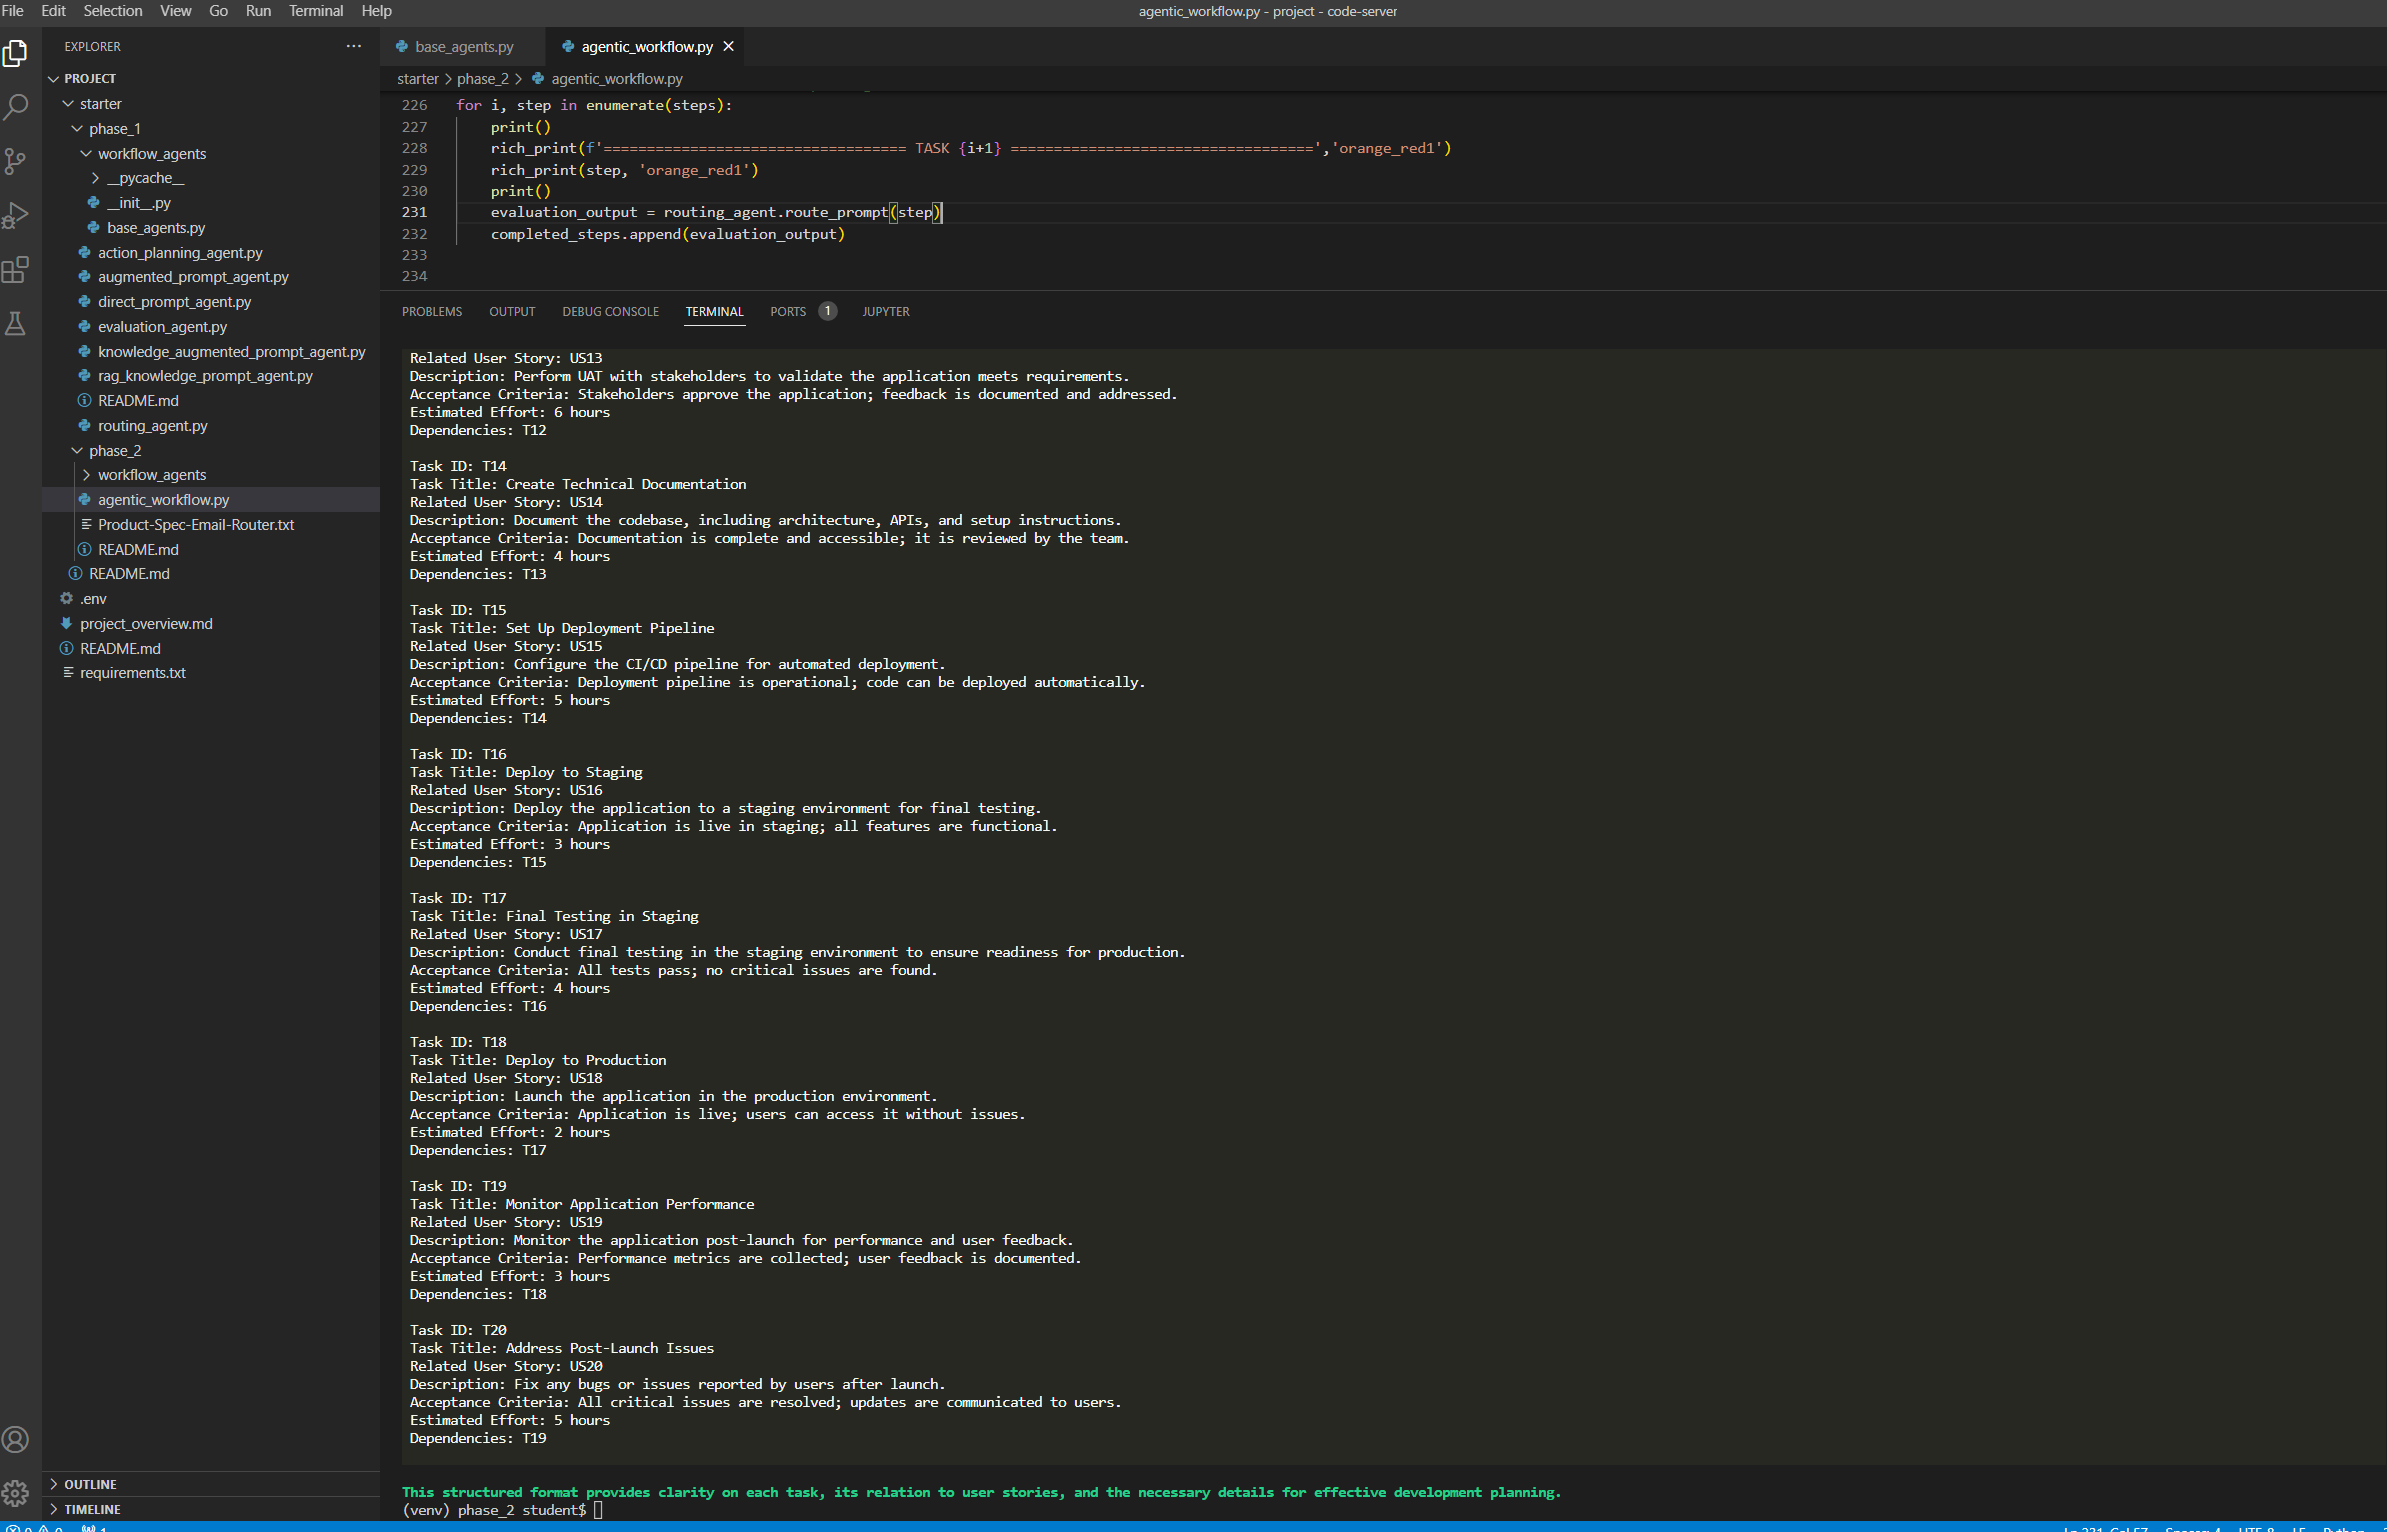 File Edit Selection View Go Run Terminal Help
agentic_workflow.py - project - code-server
EXPLORER
PROJECT
starter
phase_1
workflow_agents
__pycache__
__init__.py
base_agents.py
action_planning_agent.py
augmented_prompt_agent.py
direct_prompt_agent.py
evaluation_agent.py
knowledge_augmented_prompt_agent.py
rag_knowledge_prompt_agent.py
README.md
routing_agent.py
phase_2
workflow_agents
agentic_workflow.py
Product-Spec-Email-Router.txt
README.md
README.md
.env
project_overview.md
README.md
requirements.txt
OUTLINE
TIMELINE
base_agents.py agentic_workflow.py
starter > phase_2 > agentic_workflow.py
226 for i, step in enumerate(steps):
227 print()
228 rich_print(f'=================================== TASK {i+1} ===================================','orange_red1')
229 rich_print(step, 'orange_red1')
230 print()
231 evaluation_output = routing_agent.route_prompt(step)
232 completed_steps.append(evaluation_output)
233
234
PROBLEMS OUTPUT DEBUG CONSOLE TERMINAL PORTS 1 JUPYTER
Related User Story: US13
Description: Perform UAT with stakeholders to validate the application meets requirements.
Acceptance Criteria: Stakeholders approve the application; feedback is documented and addressed.
Estimated Effort: 6 hours
Dependencies: T12
Task ID: T14
Task Title: Create Technical Documentation
Related User Story: US14
Description: Document the codebase, including architecture, APIs, and setup instructions.
Acceptance Criteria: Documentation is complete and accessible; it is reviewed by the team.
Estimated Effort: 4 hours
Dependencies: T13
Task ID: T15
Task Title: Set Up Deployment Pipeline
Related User Story: US15
Description: Configure the CI/CD pipeline for automated deployment.
Acceptance Criteria: Deployment pipeline is operational; code can be deployed automatically.
Estimated Effort: 5 hours
Dependencies: T14
Task ID: T16
Task Title: Deploy to Staging
Related User Story: US16
Description: Deploy the application to a staging environment for final testing.
Acceptance Criteria: Application is live in staging; all features are functional.
Estimated Effort: 3 hours
Dependencies: T15
Task ID: T17
Task Title: Final Testing in Staging
Related User Story: US17
Description: Conduct final testing in the staging environment to ensure readiness for production.
Acceptance Criteria: All tests pass; no critical issues are found.
Estimated Effort: 4 hours
Dependencies: T16
Task ID: T18
Task Title: Deploy to Production
Related User Story: US18
Description: Launch the application in the production environment.
Acceptance Criteria: Application is live; users can access it without issues.
Estimated Effort: 2 hours
Dependencies: T17
Task ID: T19
Task Title: Monitor Application Performance
Related User Story: US19
Description: Monitor the application post-launch for performance and user feedback.
Acceptance Criteria: Performance metrics are collected; user feedback is documented.
Estimated Effort: 3 hours
Dependencies: T18
Task ID: T20
Task Title: Address Post-Launch Issues
Related User Story: US20
Description: Fix any bugs or issues reported by users after launch.
Acceptance Criteria: All critical issues are resolved; updates are communicated to users.
Estimated Effort: 5 hours
Dependencies: T19
This structured format provides clarity on each task, its relation to user stories, and the necessary details for effective development planning.
(venv) phase_2 student$